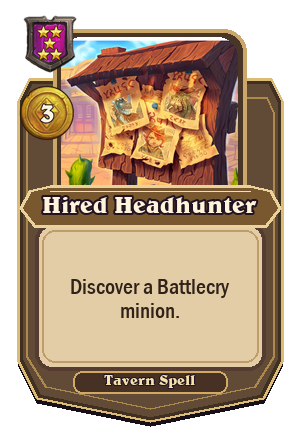 3
Hired Headhunter
Discover a Battlecry
minion.
Tavern Spell